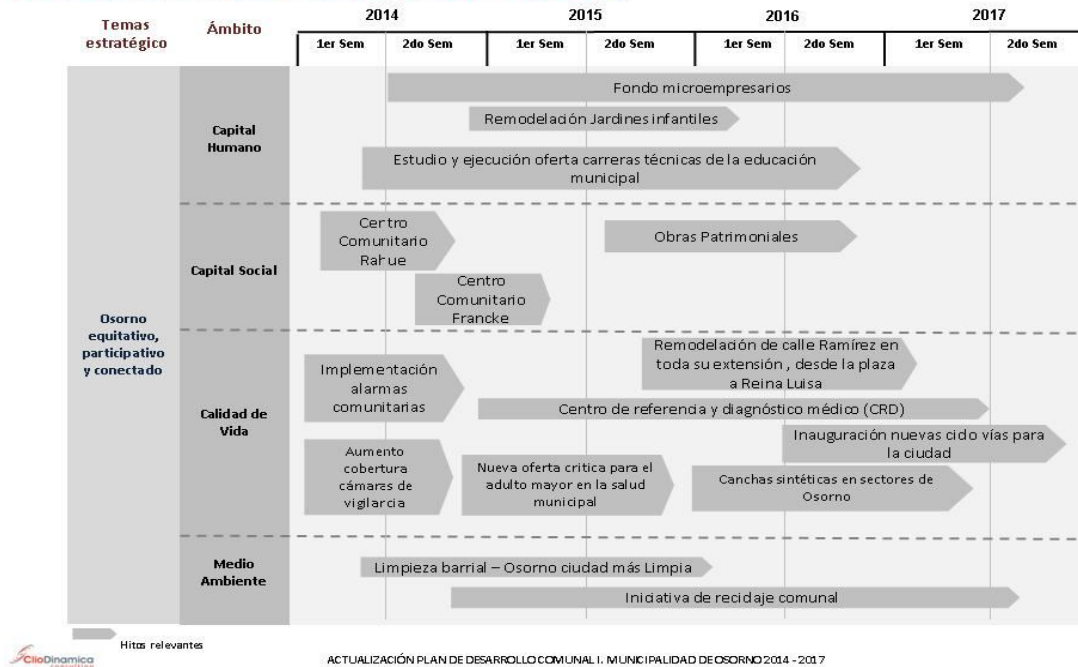 Temas estratégico
Ámbito
2014
2015
2016
2017
1er Sem
2do Sem
1er Sem
2do Sem
1er Sem
2do Sem
1er Sem
2do Sem
Osorno
equitativo,
participativo
y conectado
Capital
Humano
Fondo microempresarios
Remodelación Jardines infantiles
Estudio y ejecución oferta carreras técnicas de la educación
municipal
Capital Social
Centro
Comunitario
Rahue
Obras Patrimoniales
Centro
Comunitario
Francke
Calidad de
Vida
Remodelación de calle Ramírez en
toda su extensión , desde la plaza
a Reina Luisa
Implementación
alarmas
comunitarias
Centro de referencia y diagnóstico médico (CRD)
Inauguración nuevas ciclo vías para
la ciudad
Aumento
cobertura
cámaras de
vigilancia
Nueva oferta critica para el
adulto mayor en la salud
municipal
Canchas sintéticas en sectores de
Osorno
Medio
Ambiente
Limpieza barrial – Osorno ciudad más Limpia
Iniciativa de reciclaje comunal
Hitos relevantes
ClioDinamica
ACTUALIZACIÓN PLAN DE DESARROLLO COMUNAL I. MUNICIPALIDAD DE OSORNO 2014 - 2017